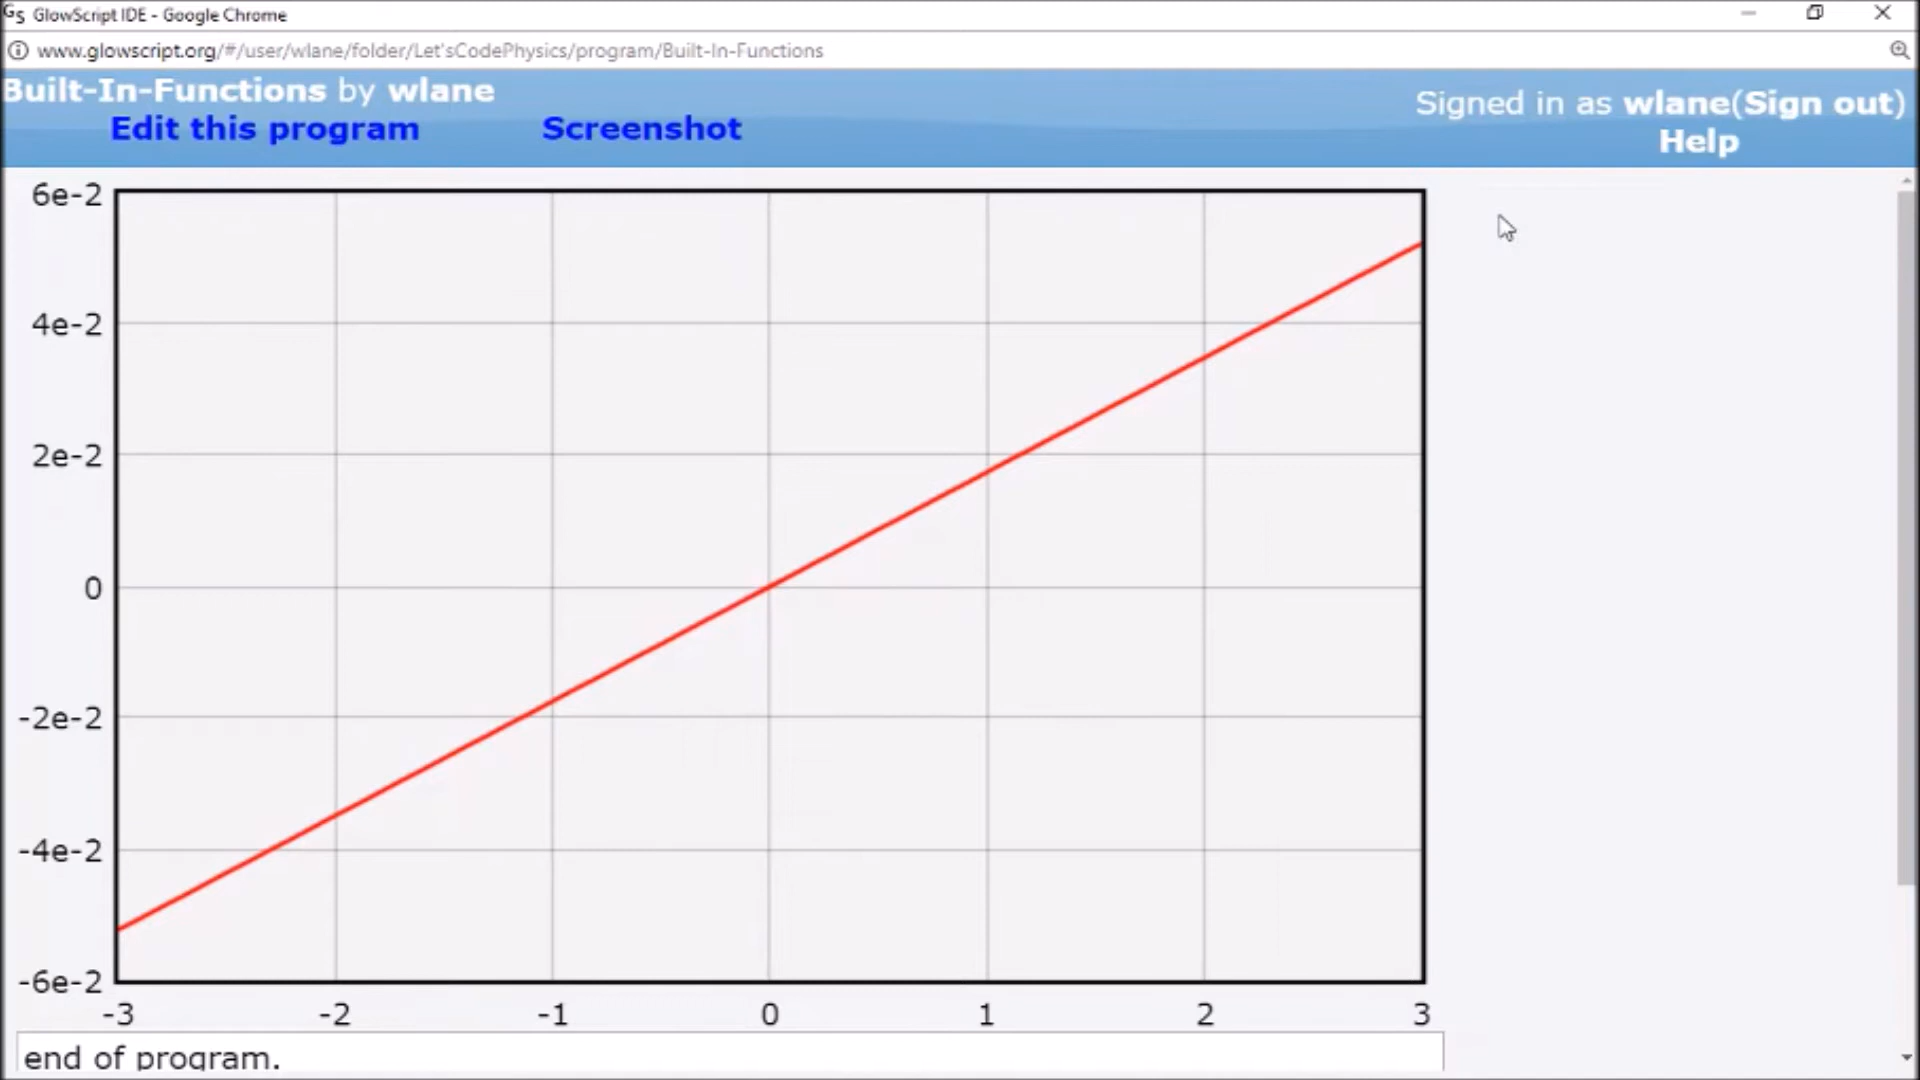 GlowScript IDE - Google Chrome
www.glowscript.org/#/user/wlane/folder/Let'sCodePhysics/program/Built-In-Functions
Built-In-Functions by wlane
Signed in as wlane(Sign out)
Edit this program
Screenshot
Help
6e-2
4e-2
2e-2
0
-2e-2
-4e-2
-6e-2
-3 -2 -1 0 1 2 3
end of program.